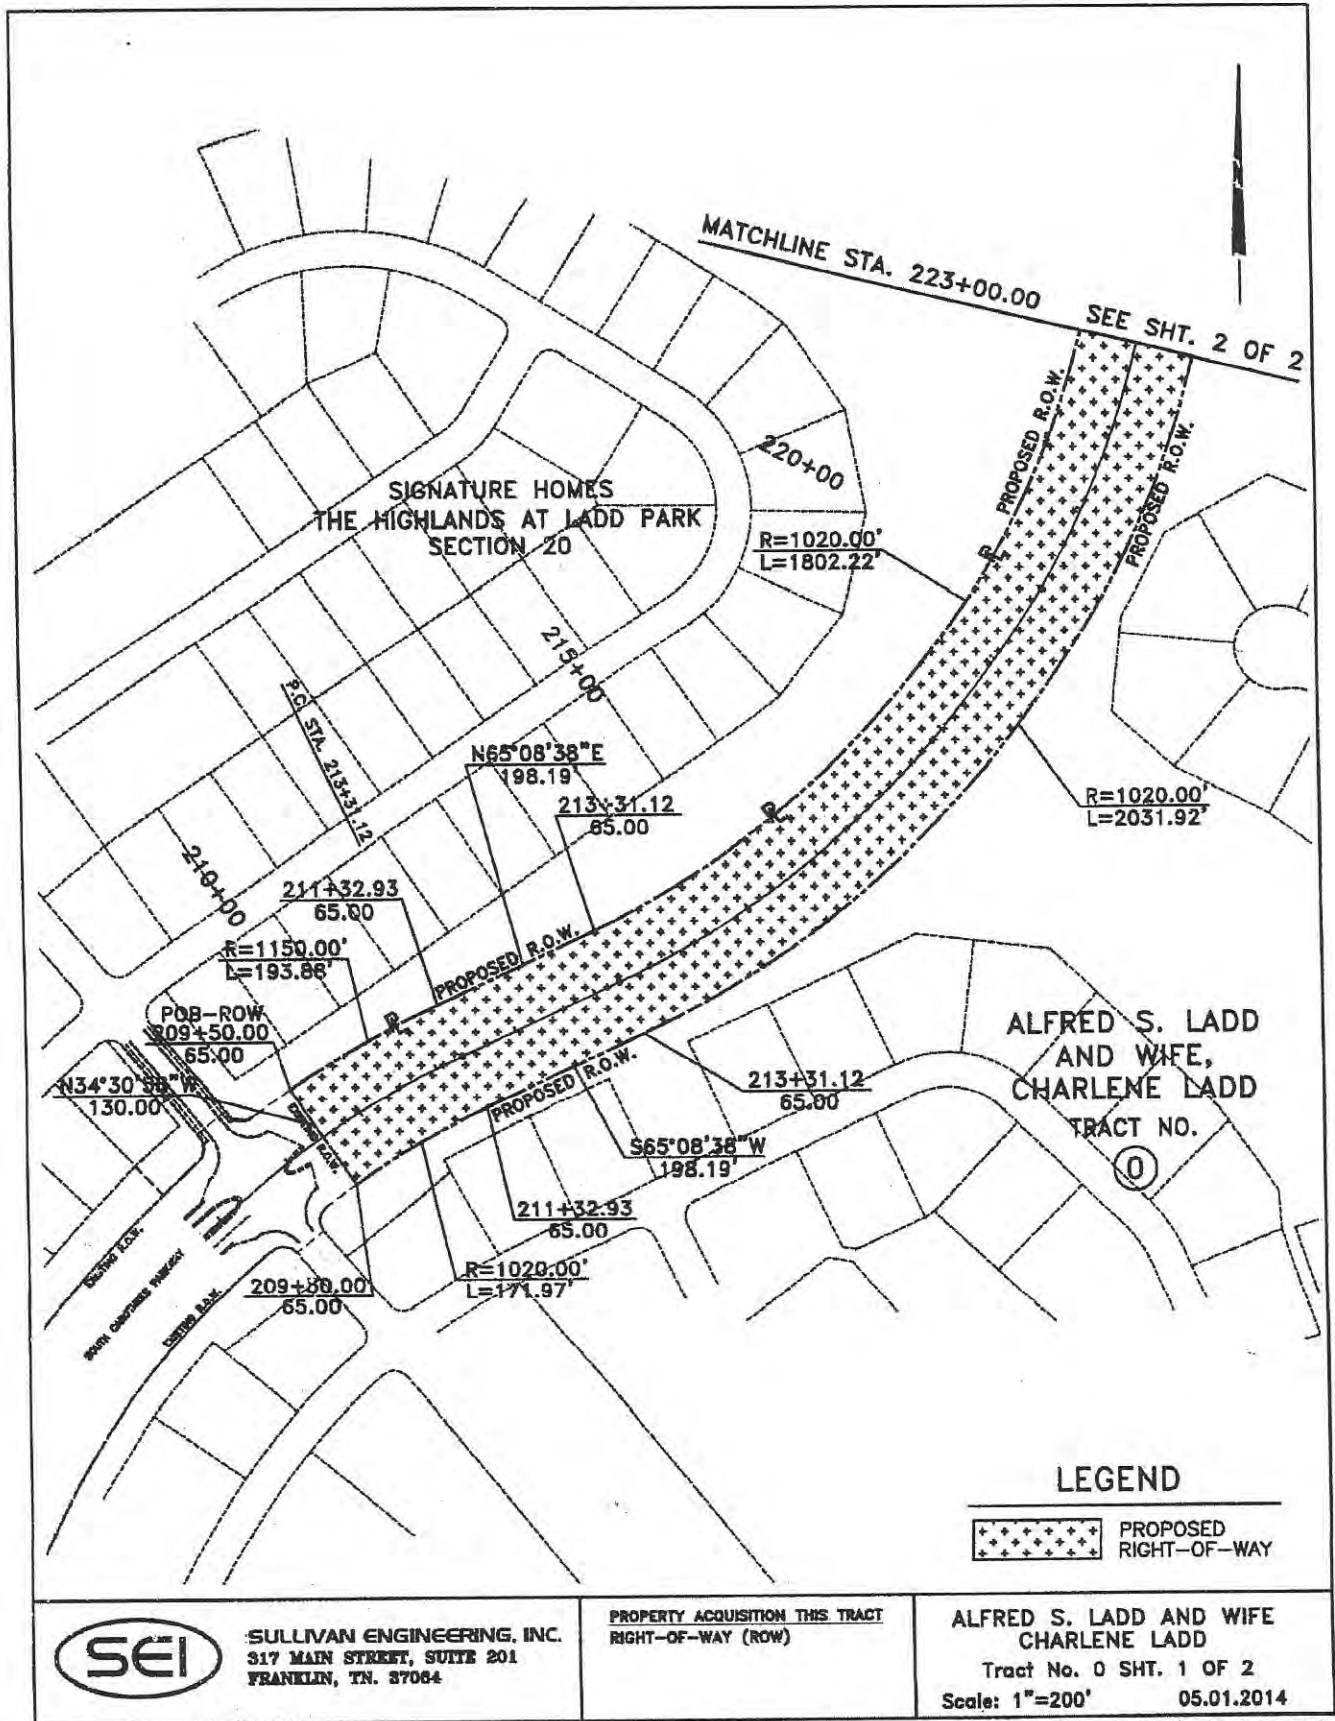 MATCHLINE STA. 223+00.00
SEE SHT. 2 OF 2
PROPOSED R.O.W.
PROPOSED R.O.W.
220+00
SIGNATURE HOMES
THE HIGHLANDS AT LADD PARK
SECTION 20
R=1020.00'
L=1802.22'
215+00
P.C. STA. 213+31.12
N65°08'38"E
198.19'
213+31.12
65.00
R=1020.00'
L=2031.92'
210+00
211+32.93
65.00
R=1150.00'
L=193.88'
PROPOSED R.O.W.
POB-ROW
209+50.00
65.00
130.00
EXISTING R.O.W.
PROPOSED R.O.W.
213+31.12
65.00
S65°08'38"W
198.19'
211+32.93
65.00
R=1020.00'
L=171.97'
209+50.00
65.00
EXISTING R.O.W.
SOUTH CAROTHERS PARKWAY
EXISTING R.O.W.
ALFRED S. LADD
AND WIFE,
CHARLENE LADD
TRACT NO.
0
LEGEND
PROPOSED
RIGHT-OF-WAY
SEI
SULLIVAN ENGINEERING, INC.
317 MAIN STREET, SUITE 201
FRANKLIN, TN. 37064
PROPERTY ACQUISITION THIS TRACT
RIGHT-OF-WAY (ROW)
ALFRED S. LADD AND WIFE
CHARLENE LADD
Tract No. 0 SHT. 1 OF 2
Scale: 1"=200' 05.01.2014